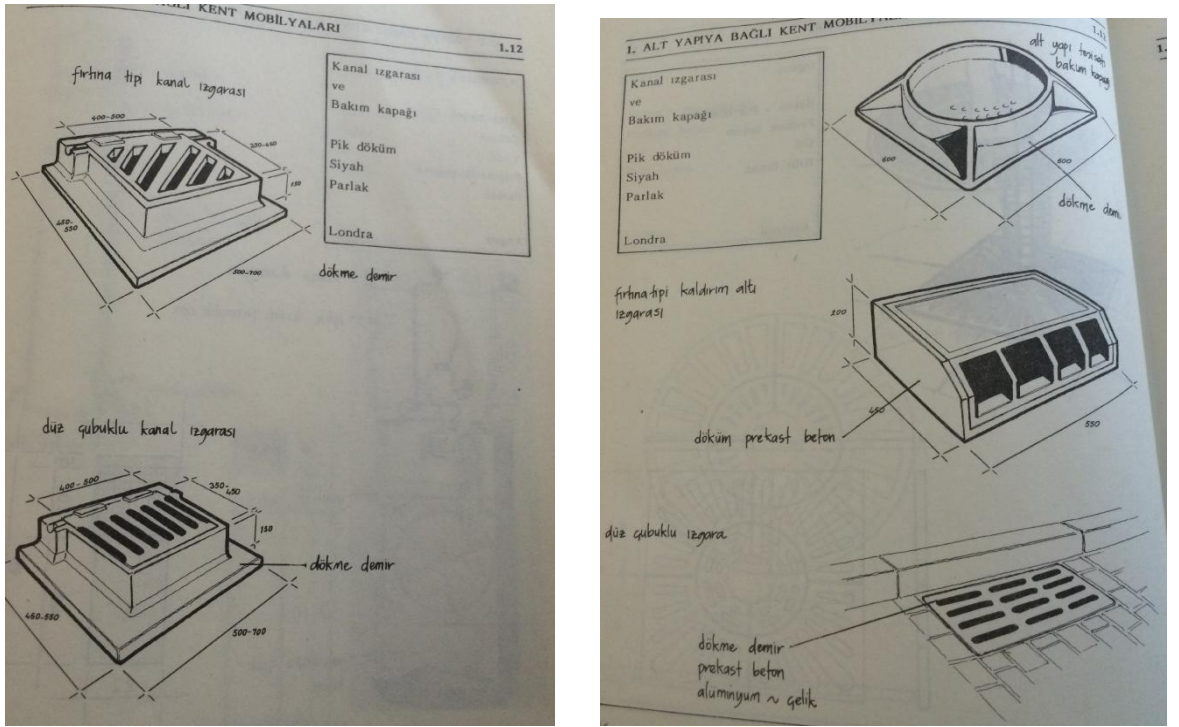 KENT MOBİLYALARI
1.12
fırtına tipi kanal ızgarası
Kanal ızgarası
ve
Bakım kapağı
Pik döküm
Siyah
Parlak
Londra
400-500
350-450
150
450-550
500-700
dökme demir
düz çubuklu kanal ızgarası
400-500
350-450
150
dökme demir
450-550
500-700
1. ALT YAPIYA BAĞLI KENT MOBİLYA
Kanal ızgarası
ve
Bakım kapağı
Pik döküm
Siyah
Parlak
Londra
alt yapı tesisatı
bakım kapağı
600
600
dökme demi
fırtına tipi kaldırım altı
ızgarası
200
450
550
döküm prekast beton
düz çubuklu ızgara
dökme demir
prekast beton
aluminyum ~ çelik